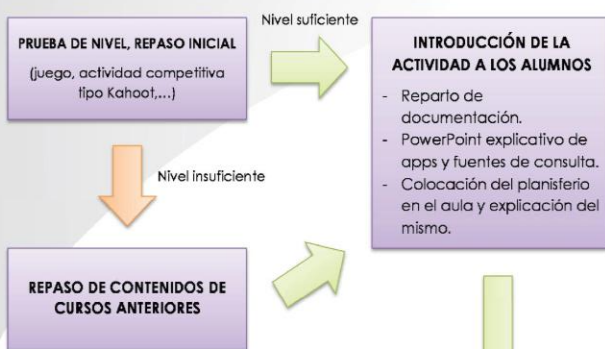 Nivel suficiente
PRUEBA DE NIVEL, REPASO INICIAL
(juego, actividad competitiva
tipo Kahoot,...)
INTRODUCCIÓN DE LA
ACTIVIDAD A LOS ALUMNOS
- Reparto de
documentación.
- PowerPoint explicativo de
apps y fuentes de consulta.
- Colocación del planisferio
en el aula y explicación del
mismo.
Nivel insuficiente
REPASO DE CONTENIDOS DE
CURSOS ANTERIORES